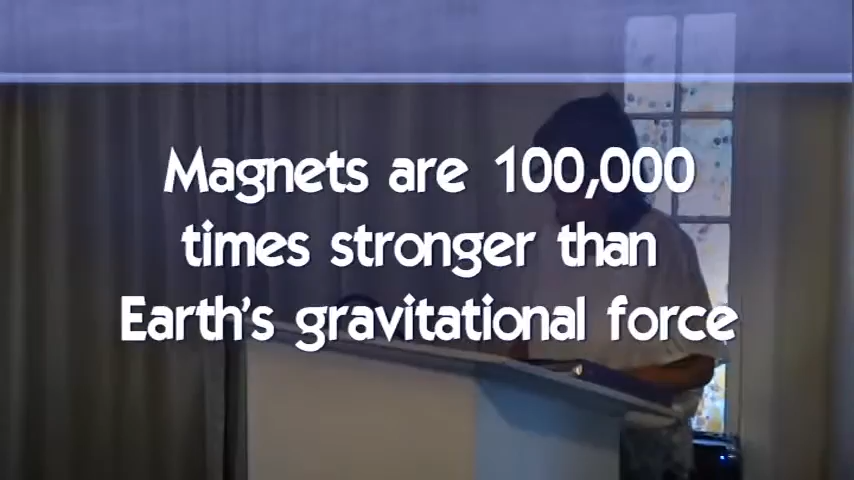 Magnets are 100,000
times stronger than
Earth's gravitational force